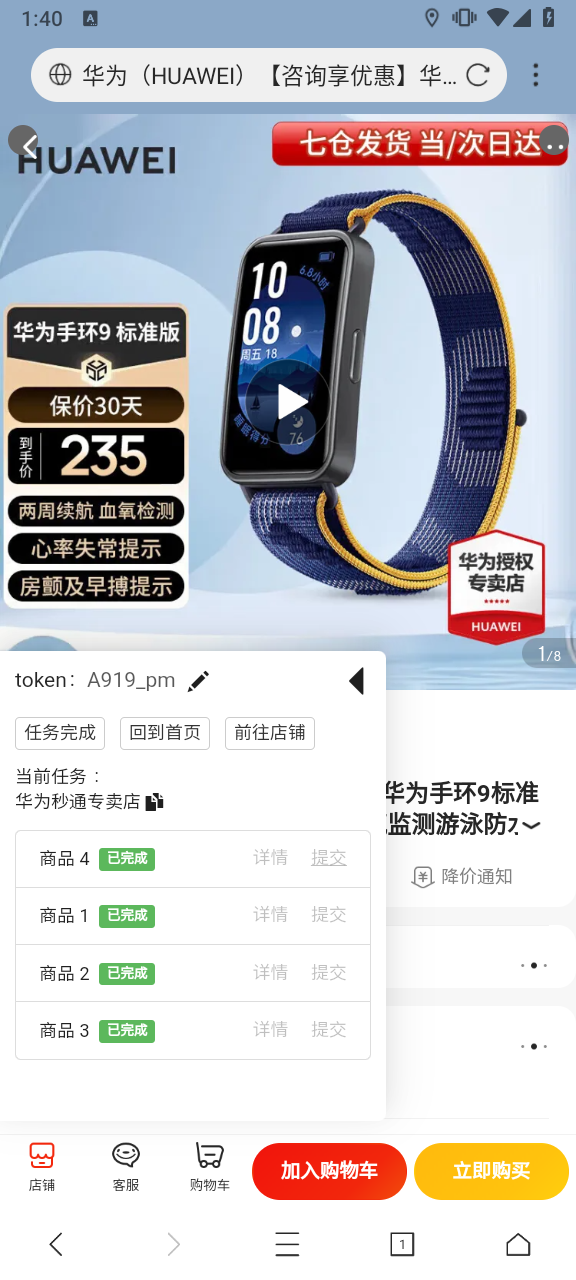 1:40
A
华为（HUAWEI）【咨询享优惠】华...
HUAWEI
七仓发货 当/次日达
10
08
6.8小时
周五 18
睡眠得分
76
华为手环9 标准版
保价30天
到手价 235
两周续航 血氧检测
心率失常提示
房颤及早搏提示
华为授权
专卖店
HUAWEI
1/8
token： A919_pm
任务完成 回到首页 前往店铺
当前任务：
华为秒通专卖店
商品 4 已完成 详情 提交
商品 1 已完成 详情 提交
商品 2 已完成 详情 提交
商品 3 已完成 详情 提交
华为手环9标准
监测游泳防
降价通知
店铺 客服 购物车 加入购物车 立即购买
1